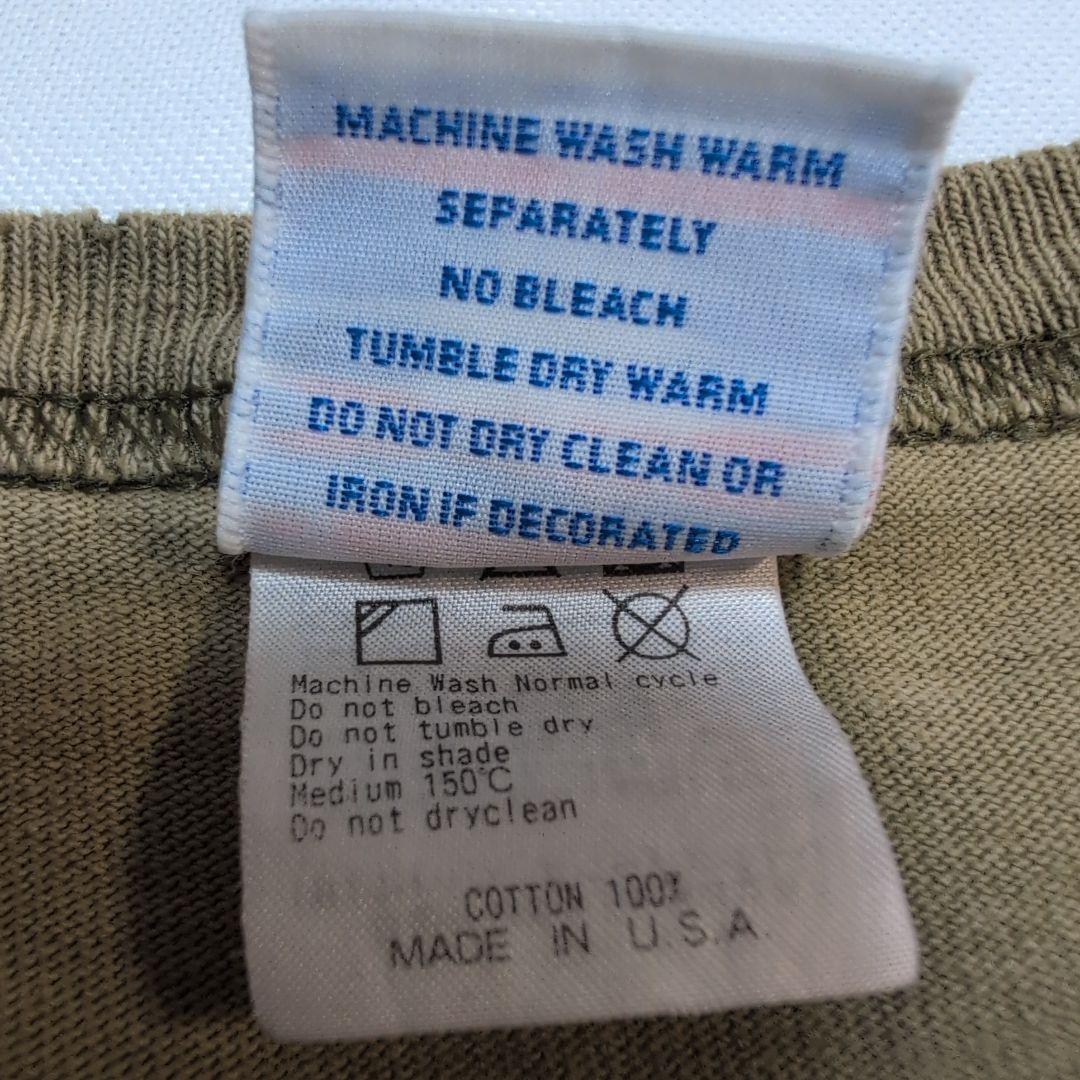 MACHINE WASH WARM
SEPARATELY
NO BLEACH
TUMBLE DRY WARM
DO NOT DRY CLEAN OR
IRON IF DECORATED
Machine Wash Normal cycle
Do not bleach
Do not tumble dry
Dry in shade
Medium 150℃
Do not dryclean
COTTON 100%
MADE IN U.S.A.